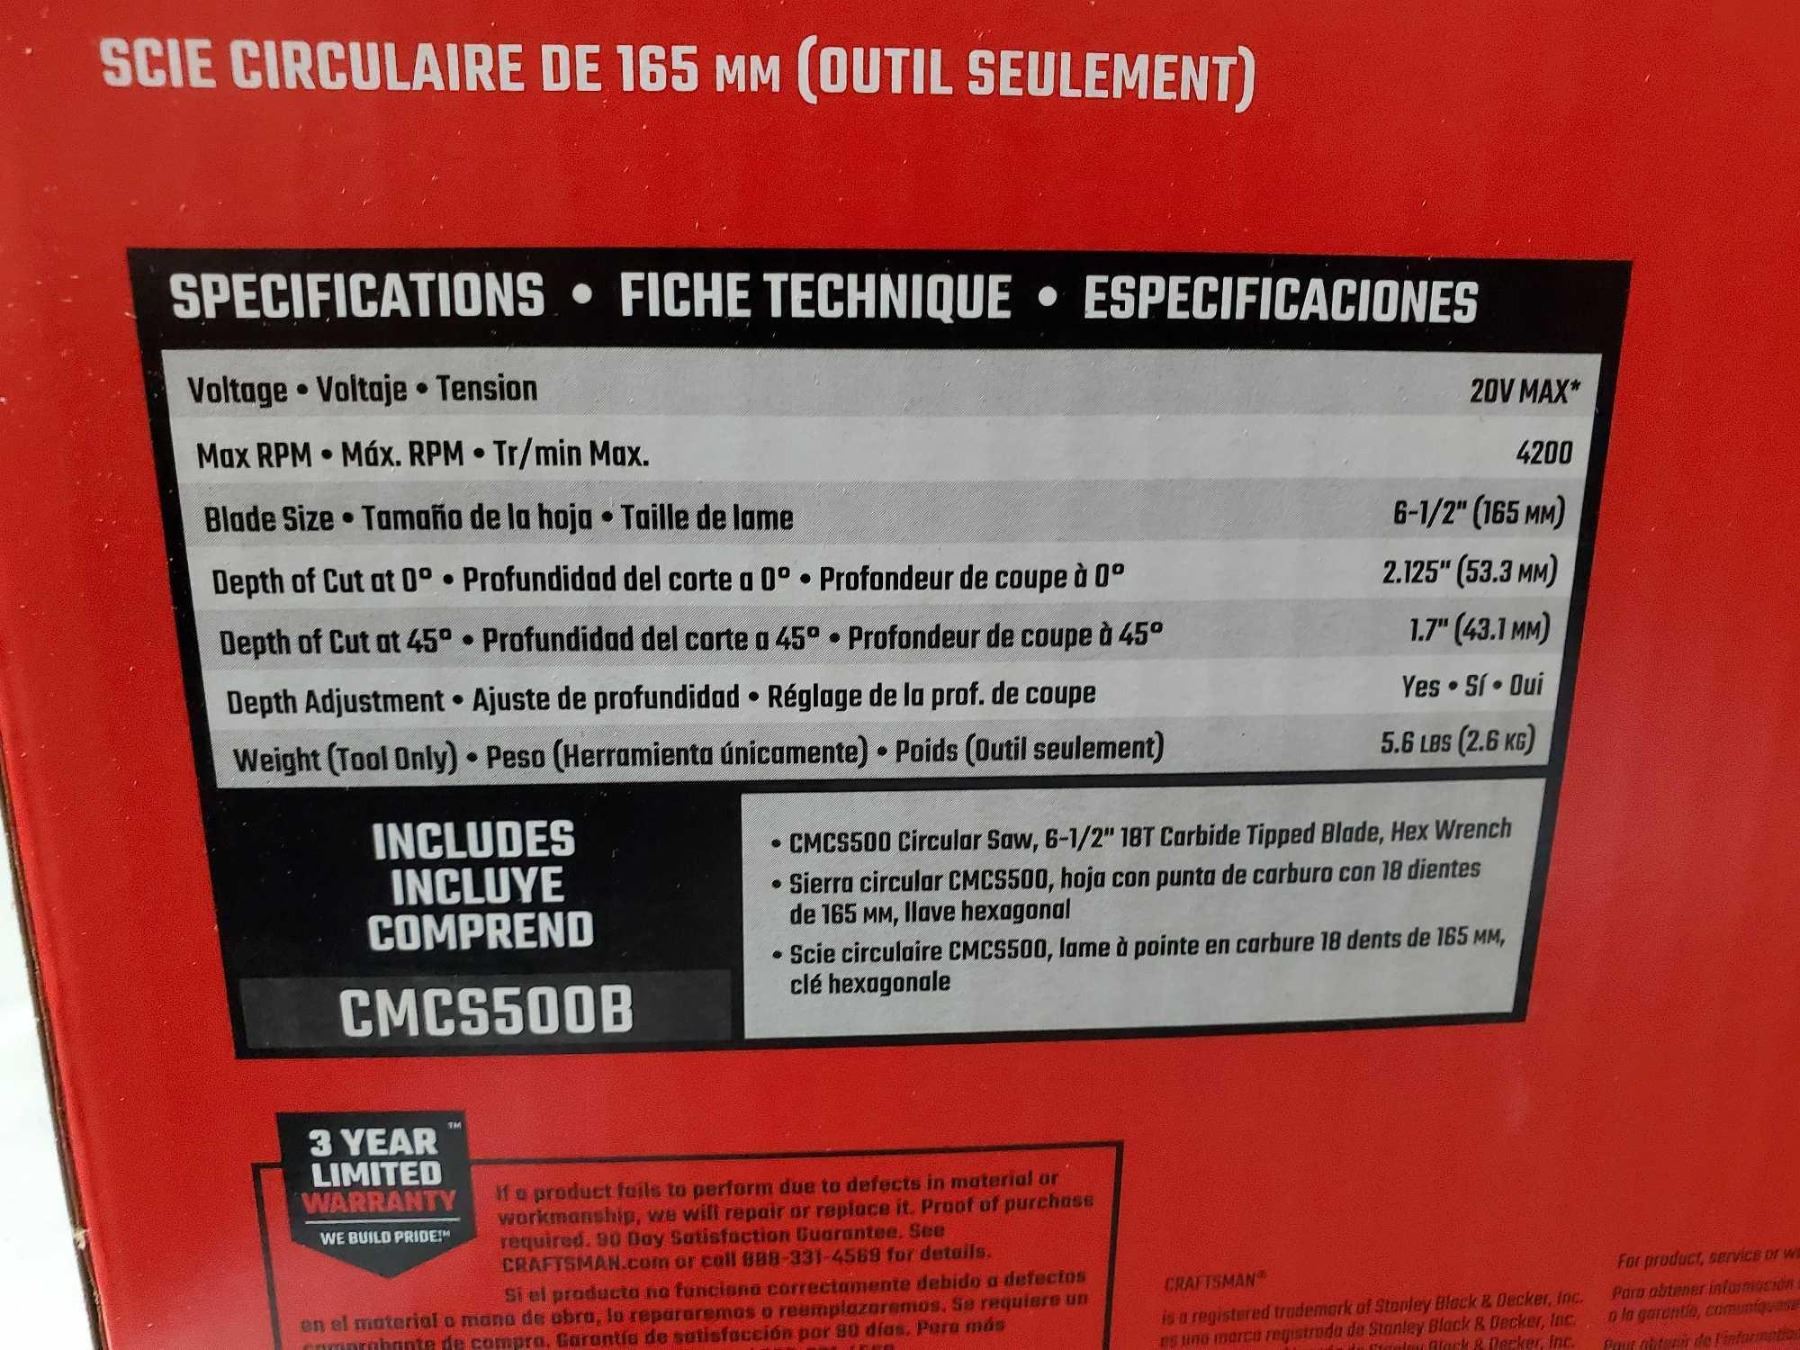 SCIE CIRCULAIRE DE 165 MM (OUTIL SEULEMENT)
SPECIFICATIONS • FICHE TECHNIQUE • ESPECIFICACIONES
Voltage • Voltaje • Tension 20V MAX*
Max RPM • Máx. RPM • Tr/min Max. 4200
Blade Size • Tamaño de la hoja • Taille de lame 6-1/2" (165 MM)
Depth of Cut at 0° • Profundidad del corte a 0° • Profondeur de coupe à 0° 2.125" (53.3 MM)
Depth of Cut at 45° • Profundidad del corte a 45° • Profondeur de coupe à 45° 1.7" (43.1 MM)
Depth Adjustment • Ajuste de profundidad • Réglage de la prof. de coupe Yes • Sí • Oui
Weight (Tool Only) • Peso (Herramienta únicamente) • Poids (Outil seulement) 5.6 LBS (2.6 KG)
INCLUDES
INCLUYE
COMPREND
CMCS500B
• CMCS500 Circular Saw, 6-1/2" 18T Carbide Tipped Blade, Hex Wrench
• Sierra circular CMCS500, hoja con punta de carburo con 18 dientes
de 165 MM, llave hexagonal
• Scie circulaire CMCS500, lame à pointe en carbure 18 dents de 165 MM,
clé hexagonale
3 YEAR™
LIMITED
WARRANTY
WE BUILD PRIDE™
If a product fails to perform due to defects in material or
workmanship, we will repair or replace it. Proof of purchase
required. 90 Day Satisfaction Guarantee. See
CRAFTSMAN.com or call 888-331-4569 for details.
Si el producto no funciona correctamente debido a defectos
en el material o mano de obra, lo repararemos o reemplazaremos. Se requiere un
comprobante de compra. Garantía de satisfacción por 90 días. Para más
CRAFTSMAN®
is a registered trademark of Stanley Black & Decker, Inc.
es una marca registrada de Stanley Black & Decker, Inc.
Stanley Black & Decker, Inc.
For product, service or
Para obtener información
o la garantía,
Pour obtenir de l'information